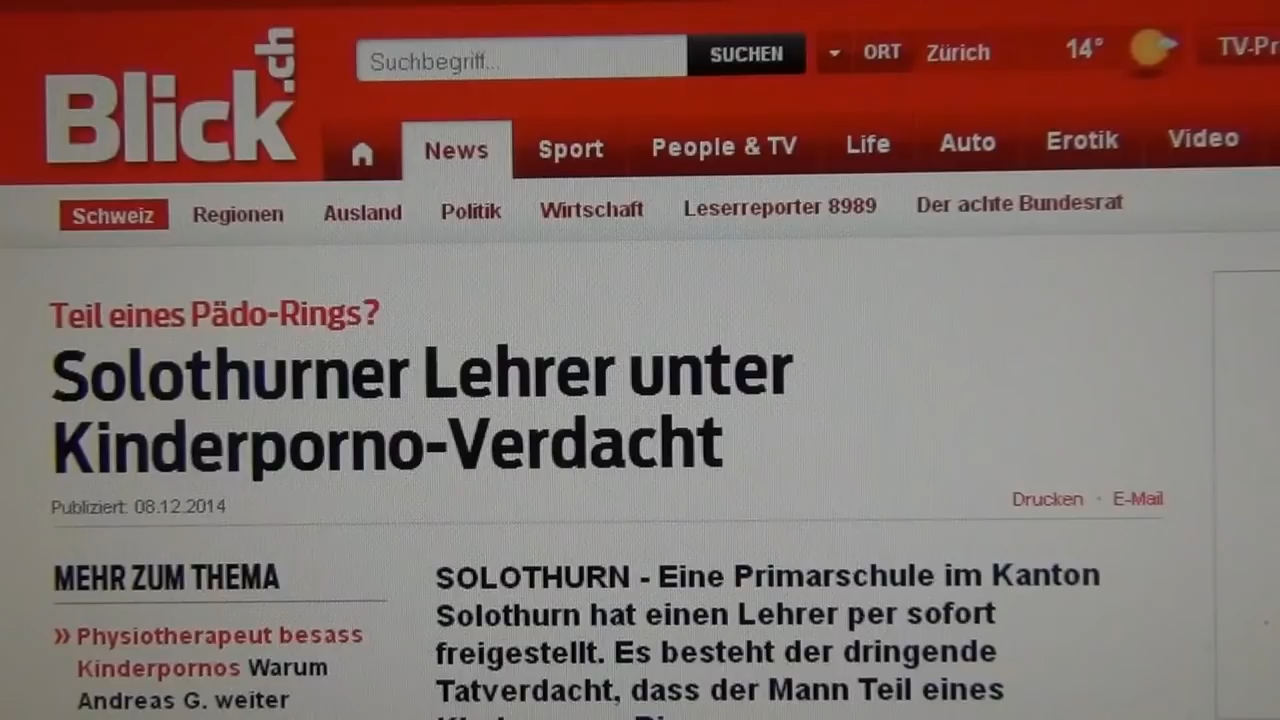 Blick.ch
Suchbegriff...
SUCHEN
ORT
Zürich
14°
TV-Pr
News
Sport
People & TV
Life
Auto
Erotik
Video
Schweiz
Regionen
Ausland
Politik
Wirtschaft
Leserreporter 8989
Der achte Bundesrat
Teil eines Pädo-Rings?
Solothurner Lehrer unter
Kinderporno-Verdacht
Publiziert: 08.12.2014
Drucken · E-Mail
MEHR ZUM THEMA
» Physiotherapeut besass
Kinderpornos Warum
Andreas G. weiter
SOLOTHURN - Eine Primarschule im Kanton
Solothurn hat einen Lehrer per sofort
freigestellt. Es besteht der dringende
Tatverdacht, dass der Mann Teil eines